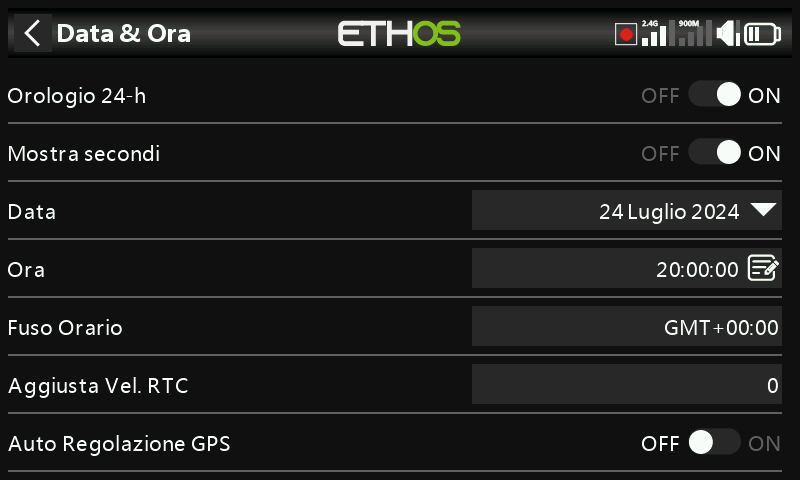 Data & Ora ETHOS 2.4G 900M
Orologio 24-h OFF ON
Mostra secondi OFF ON
Data 24 Luglio 2024
Ora 20:00:00
Fuso Orario GMT+00:00
Aggiusta Vel. RTC 0
Auto Regolazione GPS OFF ON